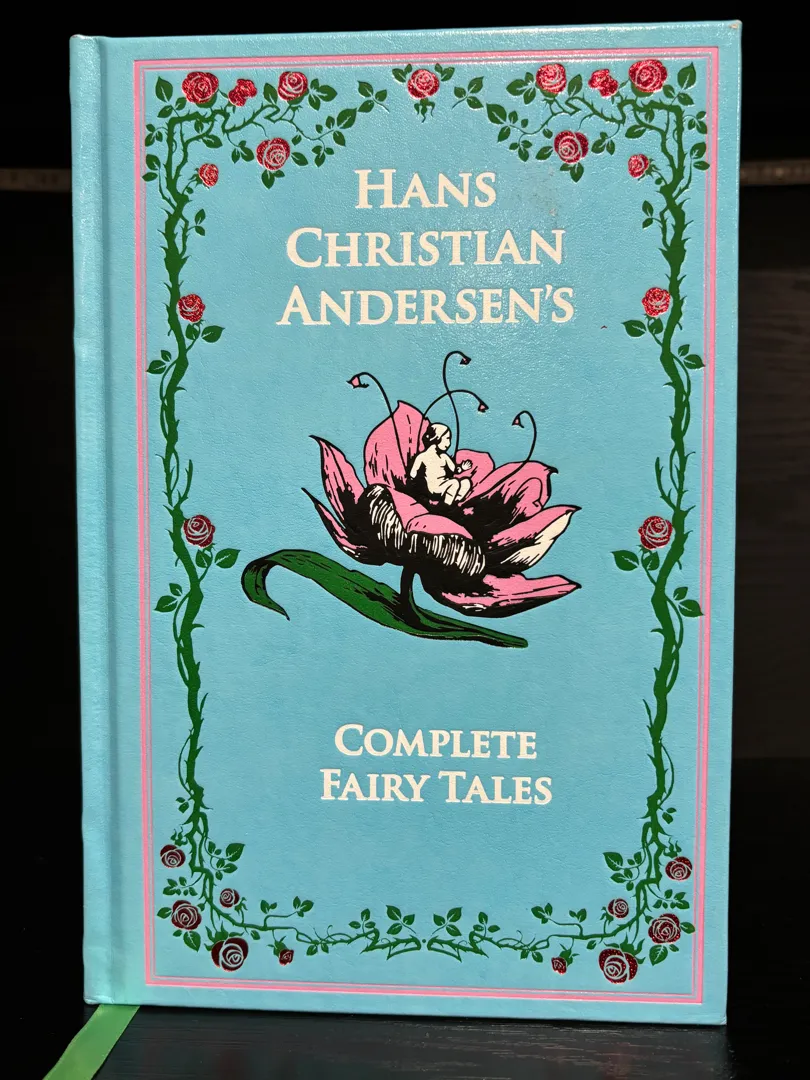 HANS
CHRISTIAN
ANDERSEN'S
COMPLETE
FAIRY TALES